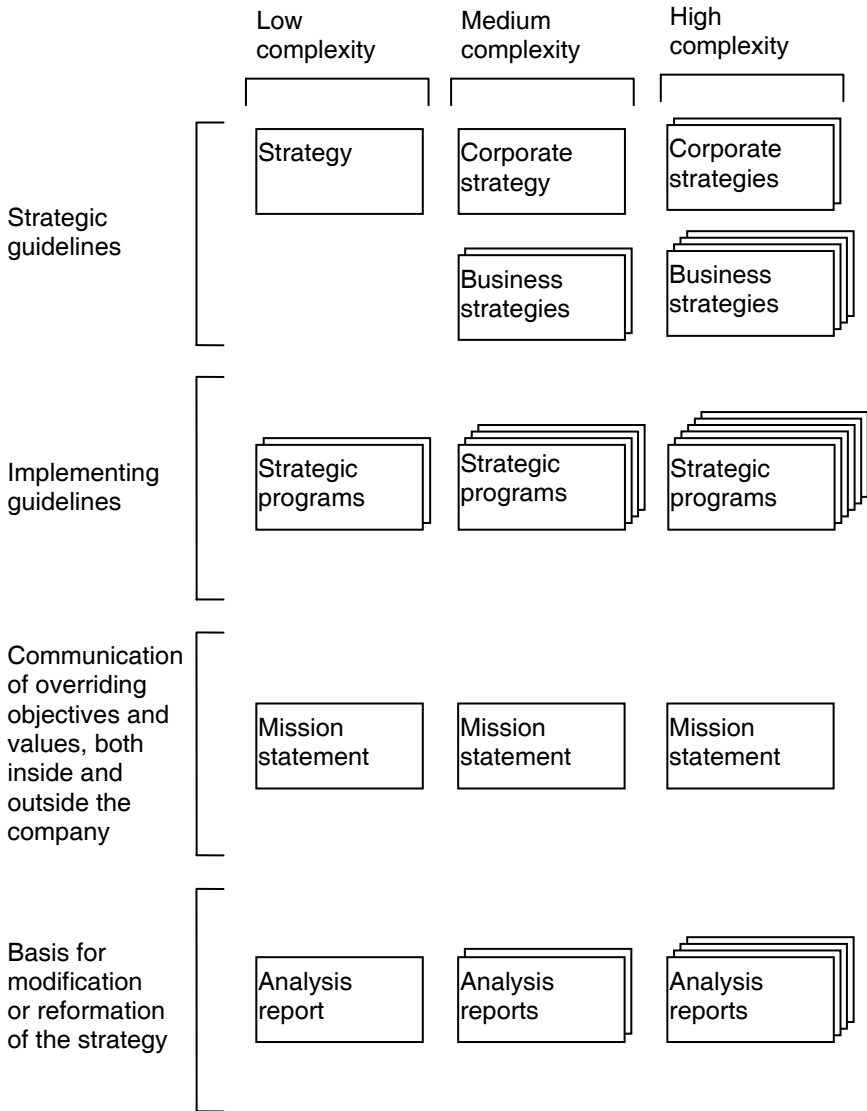 Low
complexity
Medium
complexity
High
complexity
Strategic
guidelines
Strategy
Corporate
strategy
Corporate
strategies
Business
strategies
Business
strategies
Implementing
guidelines
Strategic
programs
Strategic
programs
Strategic
programs
Communication
of overriding
objectives and
values, both
inside and
outside the
company
Mission
statement
Mission
statement
Mission
statement
Basis for
modification
or reformation
of the strategy
Analysis
report
Analysis
reports
Analysis
reports